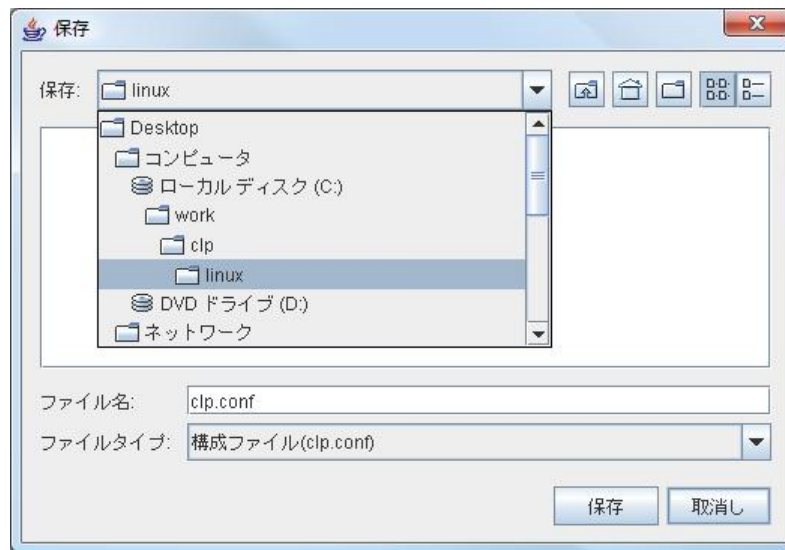 保存
保存: linux
Desktop
コンピュータ
ローカル ディスク (C:)
work
clp
linux
DVD ドライブ (D:)
ネットワーク
ファイル名: clp.conf
ファイルタイプ: 構成ファイル(clp.conf)
保存 取消し